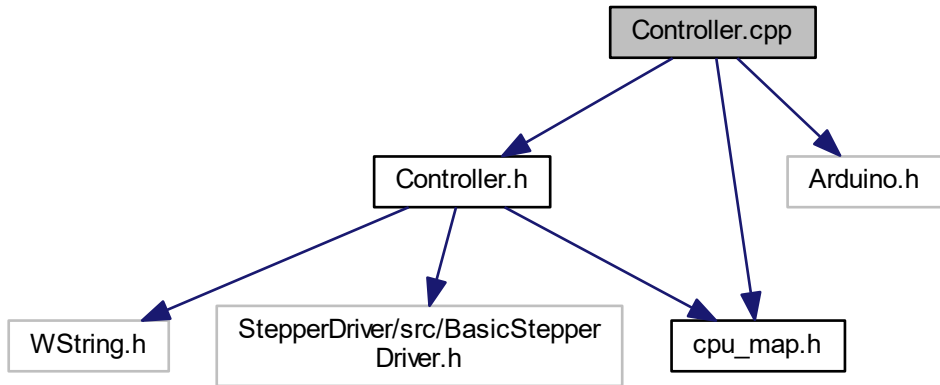 Controller.cpp
Controller.h
Arduino.h
WString.h
StepperDriver/src/BasicStepper
Driver.h
cpu_map.h